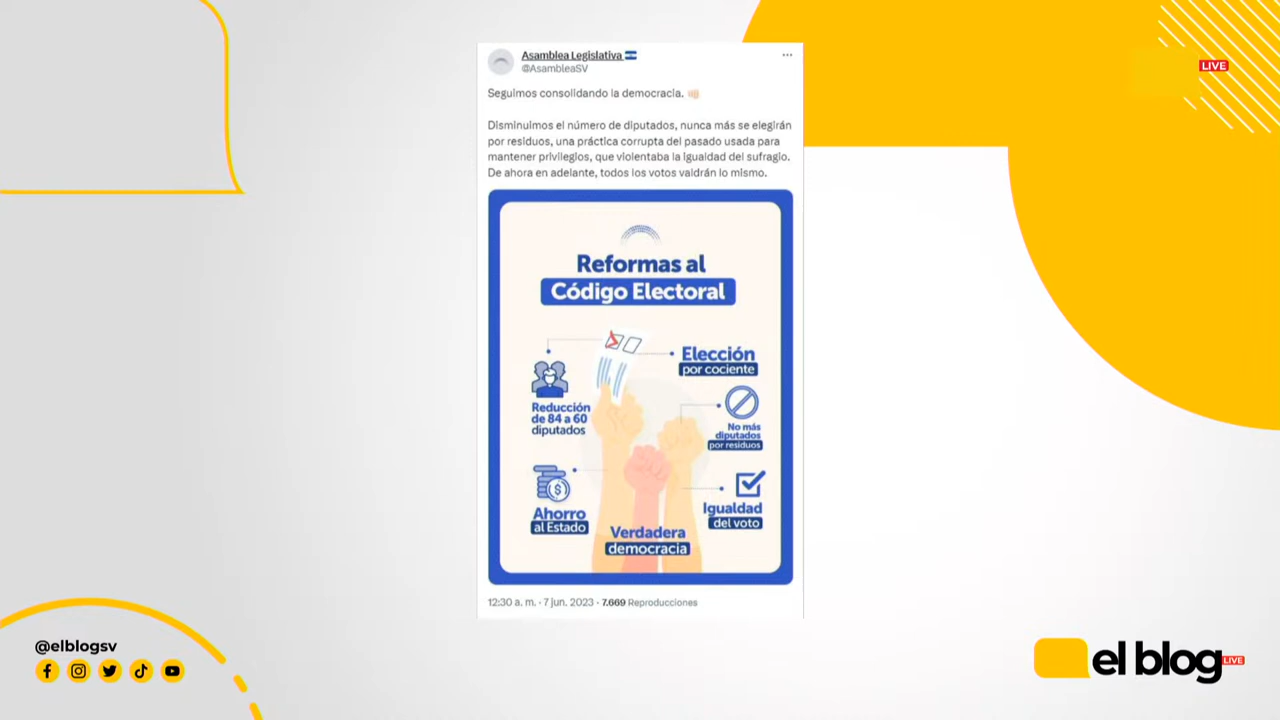 Asamblea Legislativa
@AsambleaSV
LIVE
Seguimos consolidando la democracia.
Disminuimos el número de diputados, nunca más se elegirán
por residuos, una práctica corrupta del pasado usada para
mantener privilegios, que violentaba la igualdad del sufragio.
De ahora en adelante, todos los votos valdrán lo mismo.
Reformas al
Código Electoral
Elección
por cociente
Reducción
de 84 a 60
diputados
No más
diputados
por residuos
Ahorro
al Estado
Igualdad
del voto
Verdadera
democracia
12:30 a. m. · 7 jun. 2023 · 7.669 Reproducciones
@elblogsv
el blog LIVE